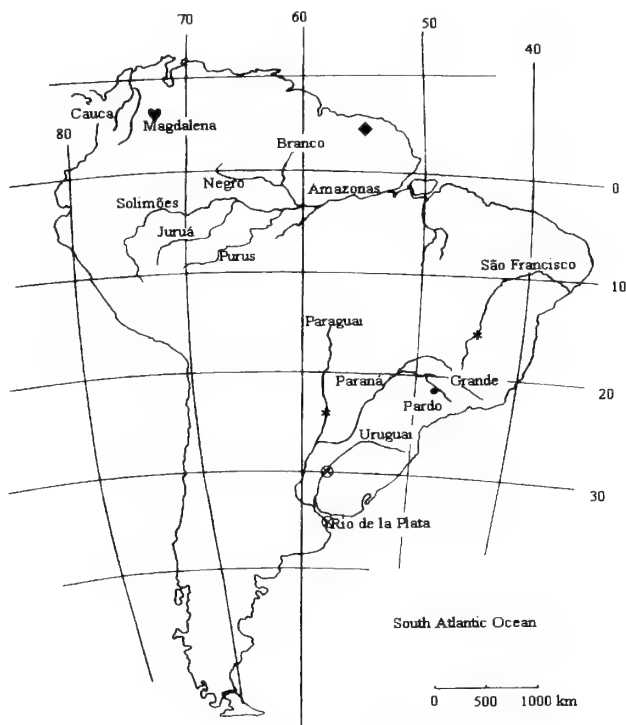 70
60
50
40
Cauca
80
Magdalena
Branco
Negro
Amazonas
0
Solimões
Juruá
Purus
São Francisco
10
Paraguai
Paraná
Grande
20
Pardo
Uruguai
30
Rio de la Plata
South Atlantic Ocean
0 500 1000 km